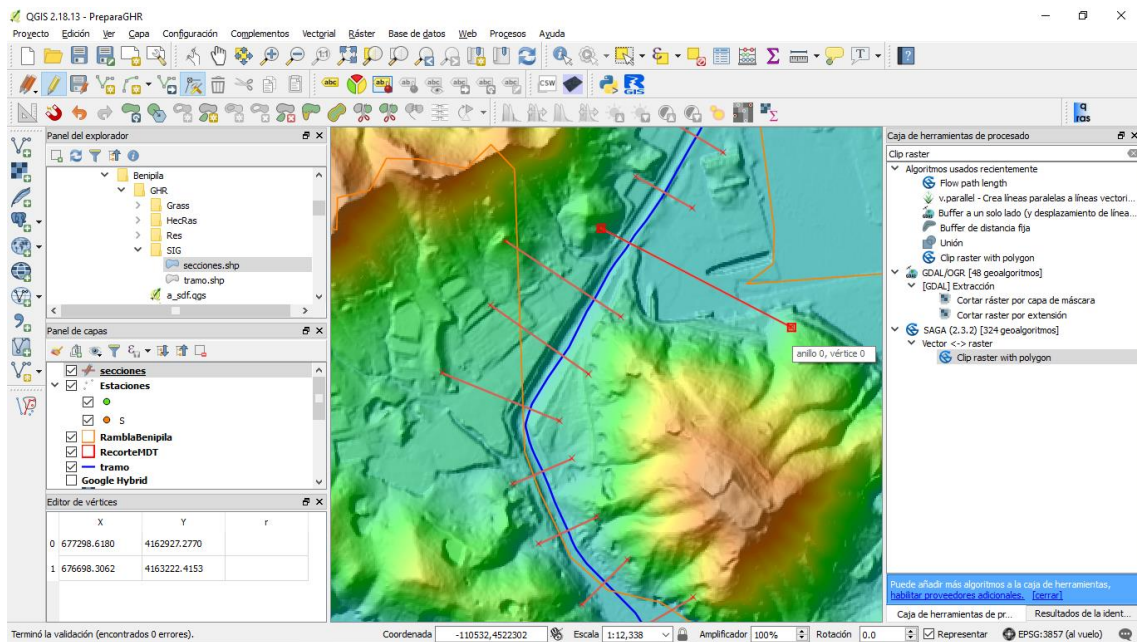 QGIS 2.18.13 - PreparaGHR
Proyecto Edición Ver Capa Configuración Complementos Vectorial Ráster Base de datos Web Procesos Ayuda
abc
abc
CSW
GIS
q
ras
Panel del explorador
Benipila
GHR
Grass
HecRas
Res
SIG
secciones.shp
tramo.shp
a_sdf.qgs
Panel de capas
secciones
Estaciones
S
RamblaBenipila
RecorteMDT
tramo
Google Hybrid
Editor de vértices
X Y r
0 677298.6180 4162927.2770
1 676698.3062 4163222.4153
anillo 0, vértice 0
Caja de herramientas de procesado
Clip raster
Algoritmos usados recientemente
Flow path length
v.parallel - Crea líneas paralelas a líneas vectori...
Buffer a un solo lado (y desplazamiento de línea...
Buffer de distancia fija
Unión
Clip raster with polygon
GDAL/OGR [48 geoalgoritmos]
[GDAL] Extracción
Cortar ráster por capa de máscara
Cortar ráster por extensión
SAGA (2.3.2) [324 geoalgoritmos]
Vector <-> raster
Clip raster with polygon
Puede añadir más algoritmos a la caja de herramientas,
habilitar proveedores adicionales. [cerrar]
Caja de herramientas de pr... Resultados de la ident...
Terminó la validación (encontrados 0 errores). Coordenada -110532,4522302 Escala 1:12,338 Amplificador 100% Rotación 0.0 Representar EPSG:3857 (al vuelo)